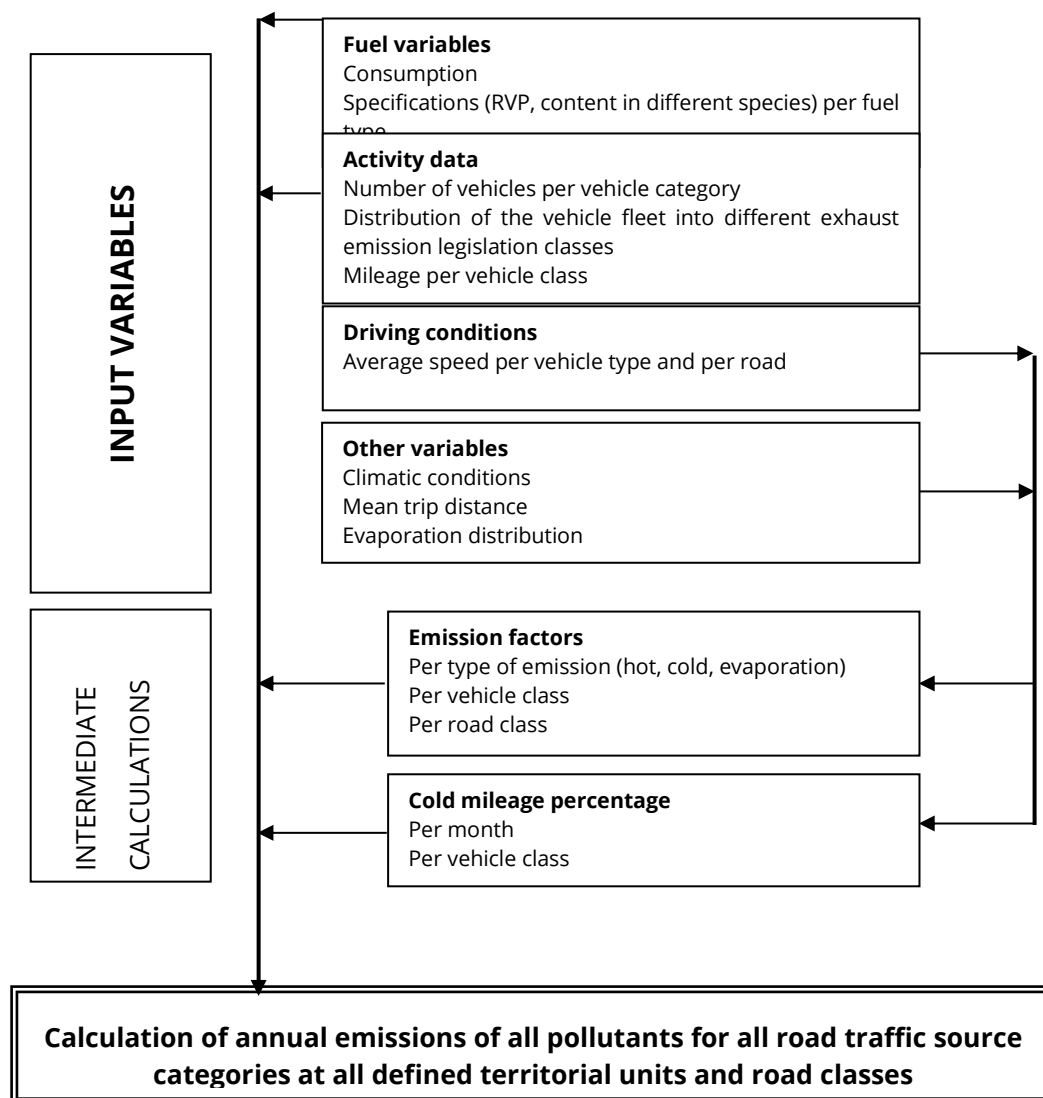 Fuel variables
Consumption
Specifications (RVP, content in different species) per fuel
type
Activity data
Number of vehicles per vehicle category
Distribution of the vehicle fleet into different exhaust
emission legislation classes
Mileage per vehicle class
Driving conditions
Average speed per vehicle type and per road
Other variables
Climatic conditions
Mean trip distance
Evaporation distribution
INPUT VARIABLES
Emission factors
Per type of emission (hot, cold, evaporation)
Per vehicle class
Per road class
Cold mileage percentage
Per month
Per vehicle class
INTERMEDIATE
CALCULATIONS
Calculation of annual emissions of all pollutants for all road traffic source
categories at all defined territorial units and road classes